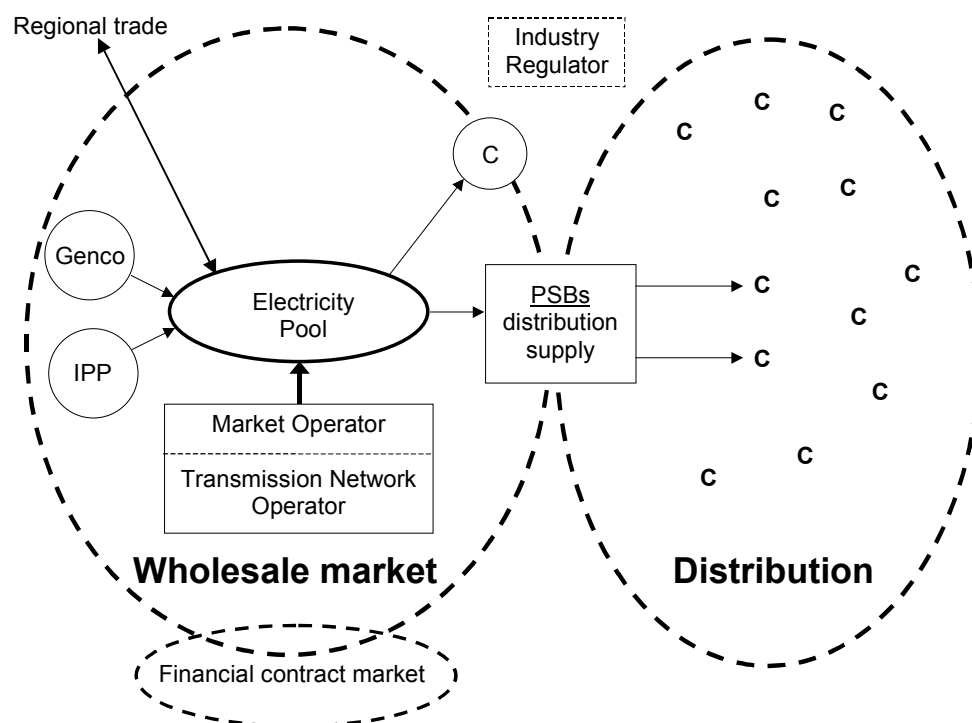 Regional trade
Industry
Regulator
C
C
C
C
C
C
C
Genco
Electricity
Pool
PSBs
distribution
supply
C
C
C
IPP
C
C
Market Operator
Transmission Network
Operator
C
C
Wholesale market
Distribution
Financial contract market